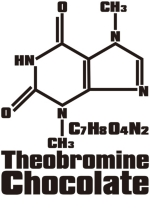 O CH3
HN N
O N N
C7H8O4N2
CH3
Theobromine
Chocolate